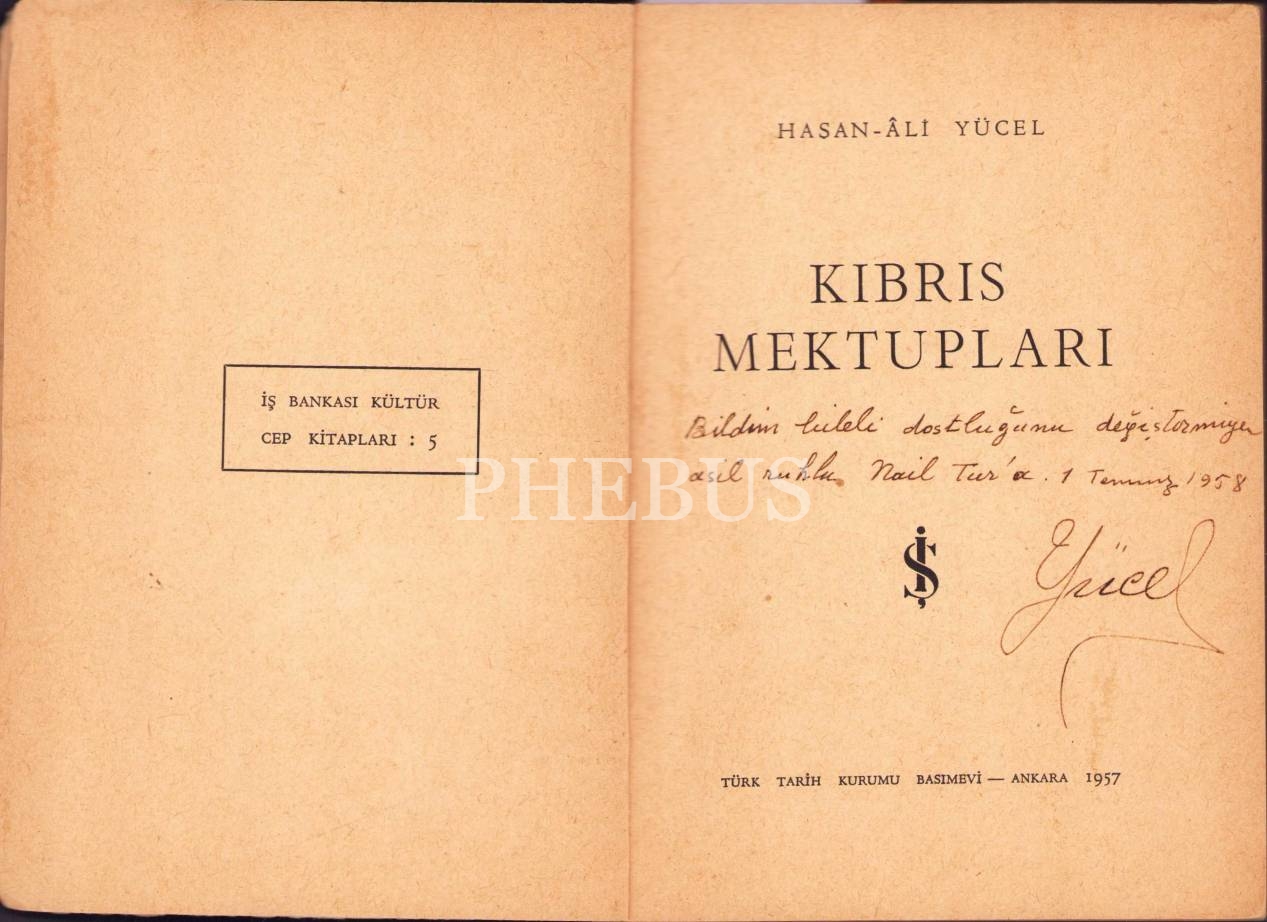 İŞ BANKASI KÜLTÜR
CEP KİTAPLARI : 5
HASAN-ÂLİ YÜCEL
KIBRIS
MEKTUPLARI
Bildim bileli dostluğunu değiştormiyen
asil ruhlu Nail Tur'a. 1 Temmuz 1958
İŞ
Yücel
TÜRK TARİH KURUMU BASIMEVİ — ANKARA 1957
PHEBUS